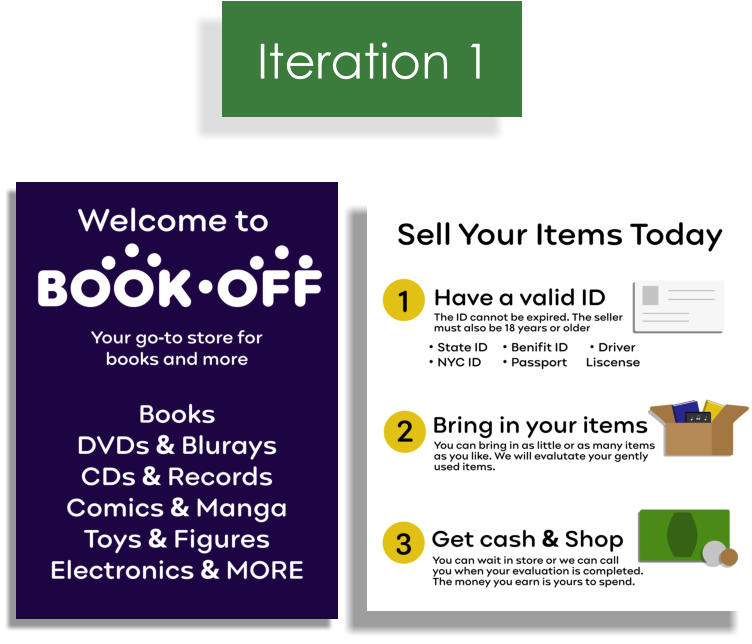 Iteration 1
Welcome to
BOOK·OFF
Your go-to store for
books and more
Books
DVDs & Blurays
CDs & Records
Comics & Manga
Toys & Figures
Electronics & MORE
Sell Your Items Today
1 Have a valid ID
The ID cannot be expired. The seller
must also be 18 years or older
• State ID • Benifit ID • Driver
• NYC ID • Passport Liscense
2 Bring in your items
You can bring in as little or as many items
as you like. We will evalutate your gently
used items.
3 Get cash & Shop
You can wait in store or we can call
you when your evaluation is completed.
The money you earn is yours to spend.